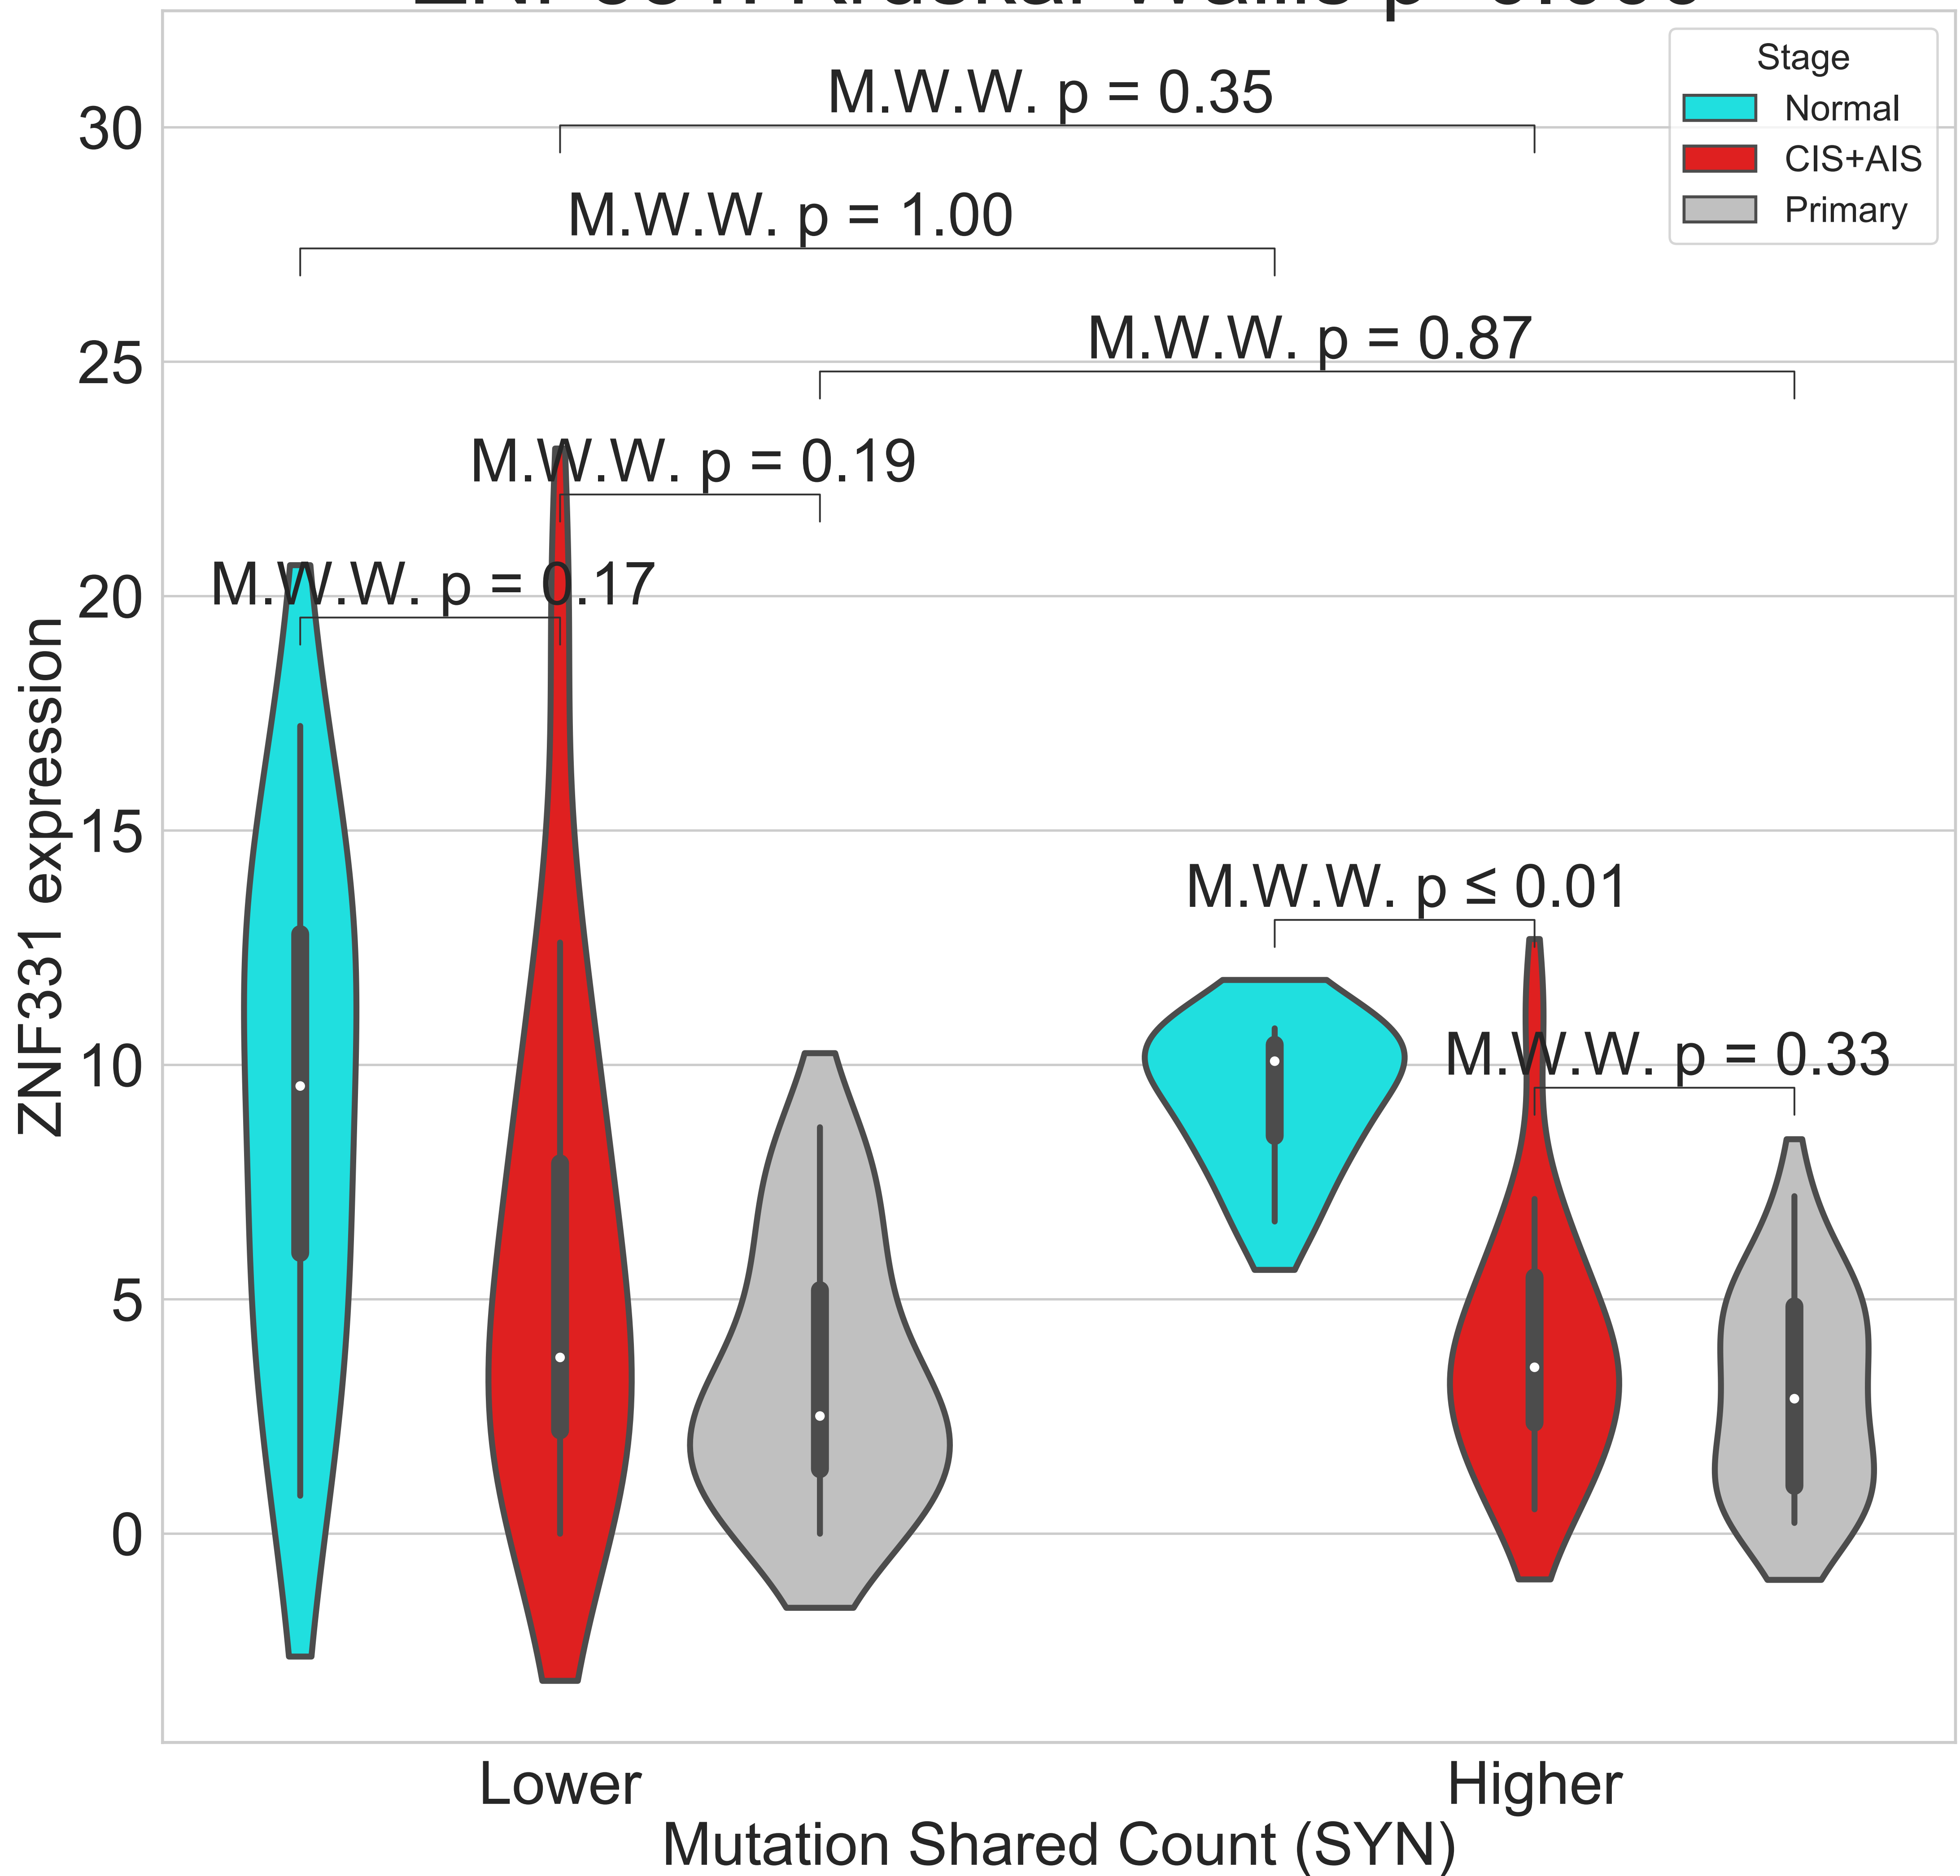 Stage
Normal
CIS+AIS
Primary
M.W.W. p = 0.35
M.W.W. p = 1.00
M.W.W. p = 0.87
M.W.W. p = 0.19
M.W.W. p = 0.17
M.W.W. p ≤ 0.01
M.W.W. p = 0.33
30
25
20
15
10
5
0
ZNF331 expression
Lower
Higher
Mutation Shared Count (SYN)